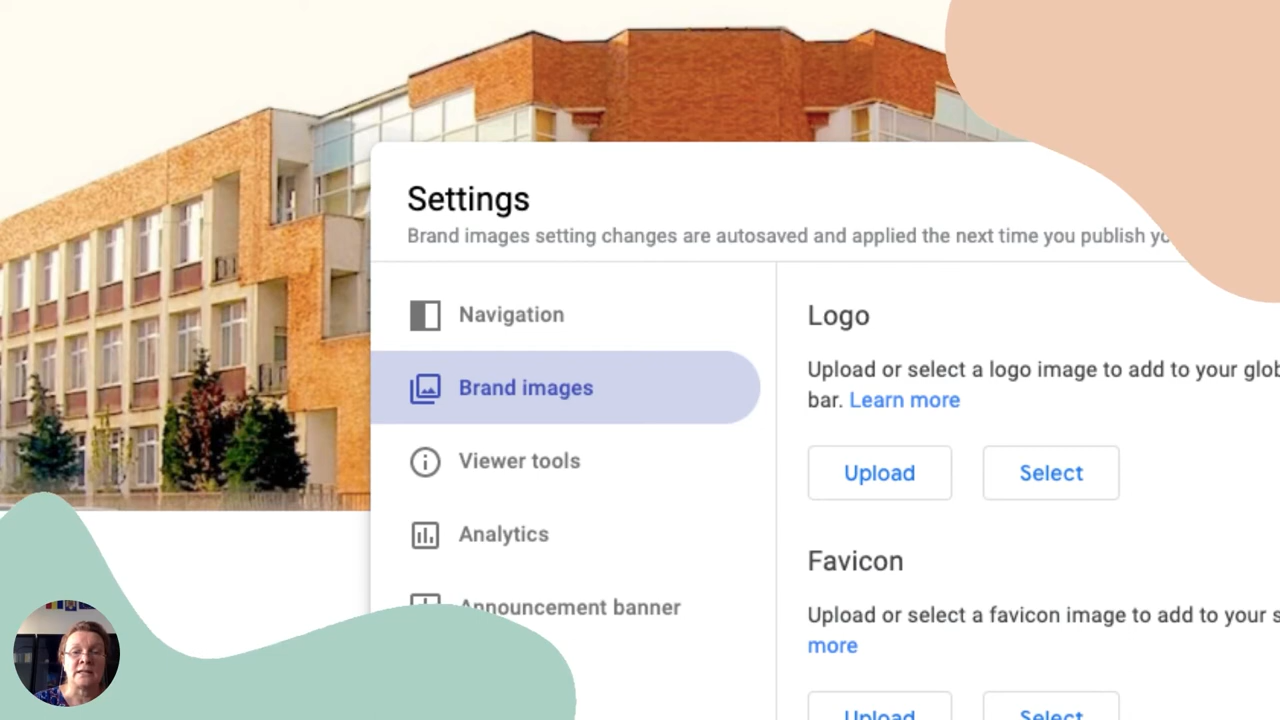 Settings
Brand images setting changes are autosaved and applied the next time you publish
Navigation
Brand images
Viewer tools
Analytics
Announcement banner
Logo
Upload or select a logo image to add to your
bar. Learn more
Upload
Select
Favicon
Upload or select a favicon image to add to your
more
Upload
Select